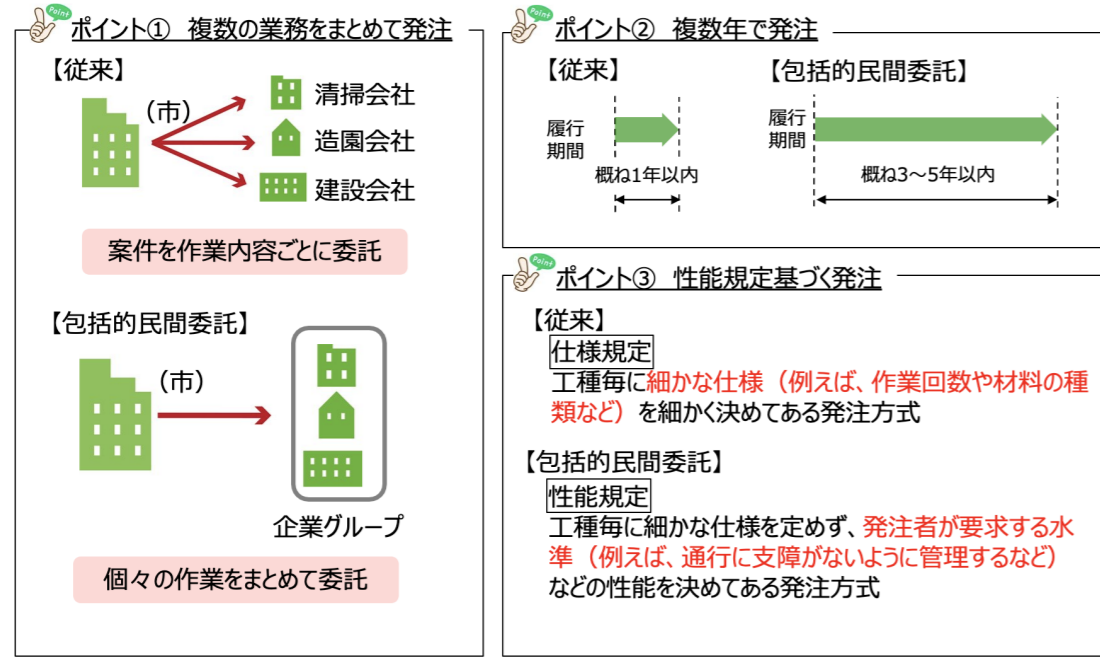 Point
ポイント① 複数の業務をまとめて発注
【従来】
(市)
清掃会社
造園会社
建設会社
案件を作業内容ごとに委託
【包括的民間委託】
(市)
企業グループ
個々の作業をまとめて委託
Point
ポイント② 複数年で発注
【従来】
履行
期間
概ね1年以内
【包括的民間委託】
履行
期間
概ね3～5年以内
Point
ポイント③ 性能規定基づく発注
【従来】
仕様規定
工種毎に細かな仕様（例えば、作業回数や材料の種
類など）を細かく決めてある発注方式
【包括的民間委託】
性能規定
工種毎に細かな仕様を定めず、発注者が要求する水
準（例えば、通行に支障がないように管理するなど）
などの性能を決めてある発注方式